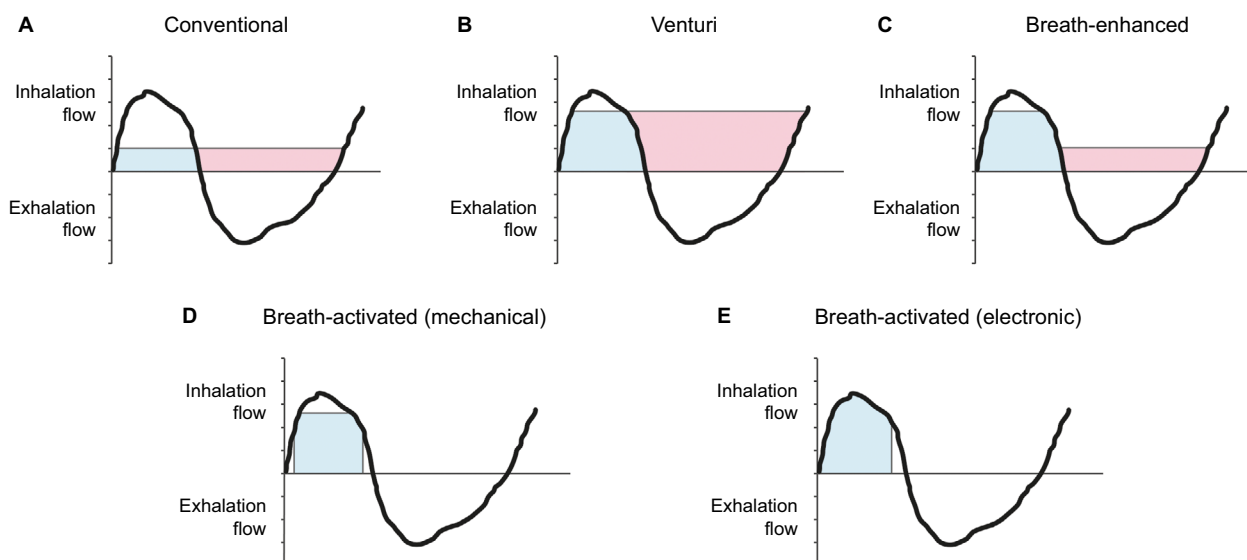 A
Conventional
Inhalation
flow
Exhalation
flow
B
Venturi
Inhalation
flow
Exhalation
flow
C
Breath-enhanced
Inhalation
flow
Exhalation
flow
D
Breath-activated (mechanical)
Inhalation
flow
Exhalation
flow
E
Breath-activated (electronic)
Inhalation
flow
Exhalation
flow